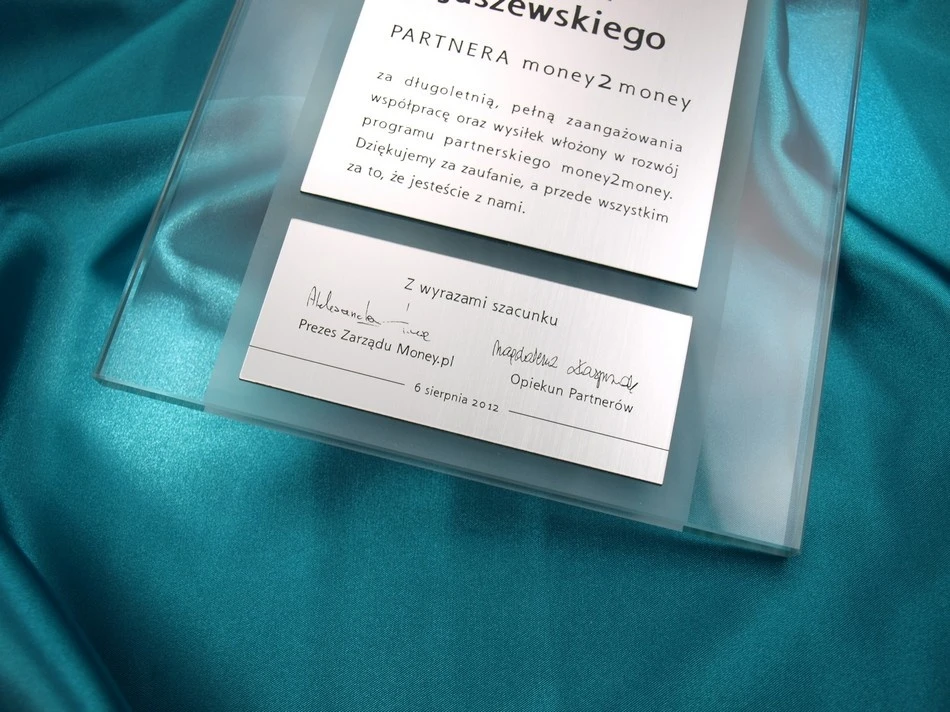 PARTNERA money2money
za długoletnią, pełną zaangażowania
współpracę oraz wysiłek włożony w rozwój
programu partnerskiego money2money.
Dziękujemy za zaufanie, a przede wszystkim
za to, że jesteście z nami.
Z wyrazami szacunku
Prezes Zarządu Money.pl
Magdalena
Opiekun Partnerów
6 sierpnia 2012